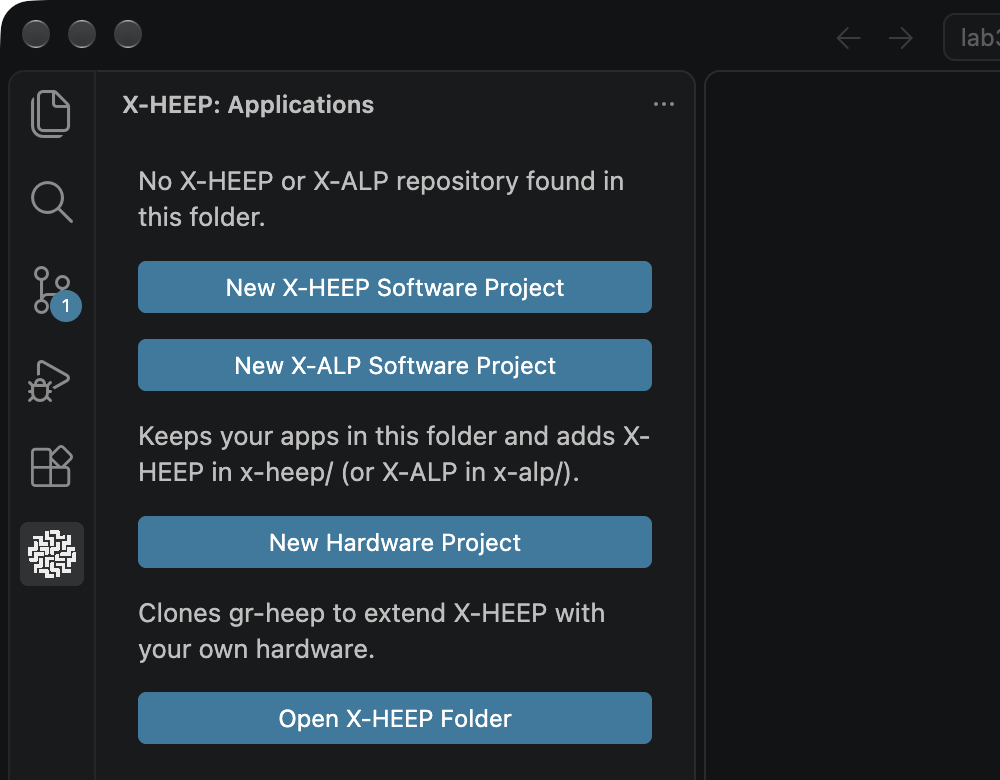 lab3
X-HEEP: Applications
No X-HEEP or X-ALP repository found in
this folder.
New X-HEEP Software Project
1
New X-ALP Software Project
Keeps your apps in this folder and adds X-
HEEP in x-heep/ (or X-ALP in x-alp/).
New Hardware Project
Clones gr-heep to extend X-HEEP with
your own hardware.
Open X-HEEP Folder